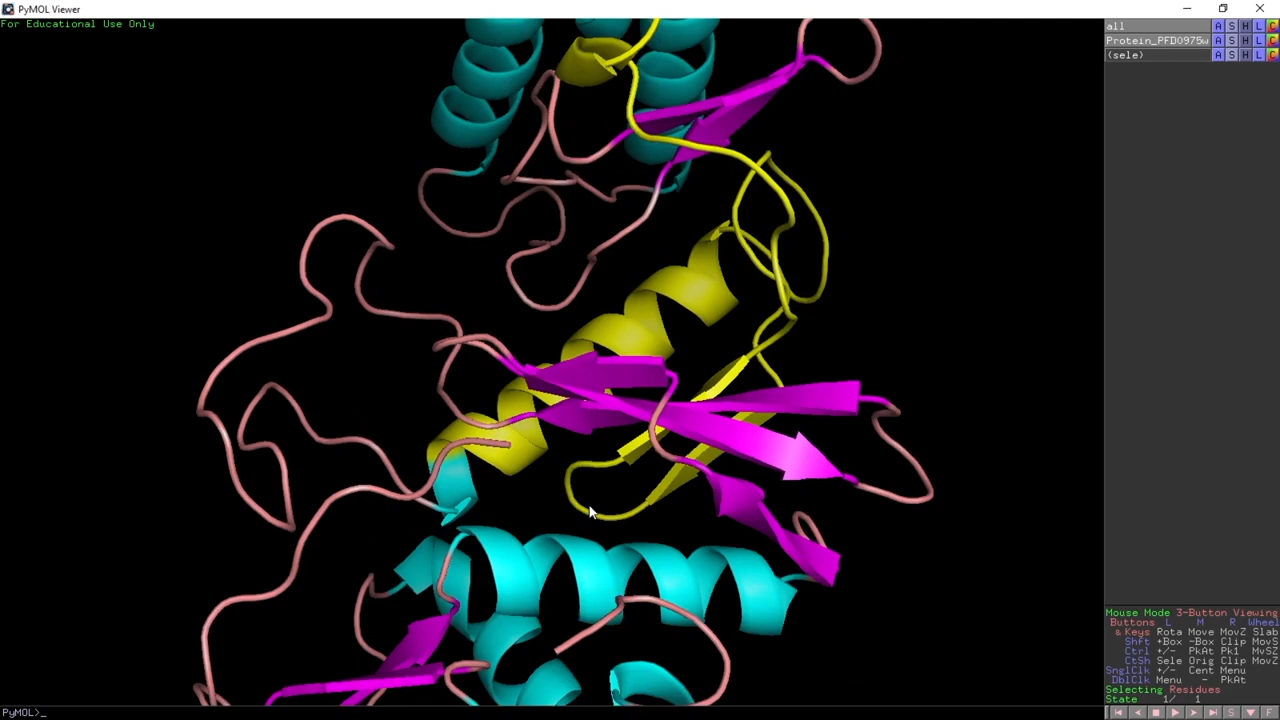 PyMOL Viewer
For Educational Use Only
all A S H L C
Protein_PFD0975w A S H L C
(sele) A S H L C
Mouse Mode 3-Button Viewing
Buttons L M R Wheel
& Keys Rota Move MovZ Slab
Shft +Box -Box Clip MovS
Ctrl +/- PkAt Pk1 MvSZ
CtSh Sele Orig Clip MovZ
SnglClk +/- Cent Menu
DblClk Menu - PkAt
Selecting Residues
State 1/ 1
PyMOL>_
S F